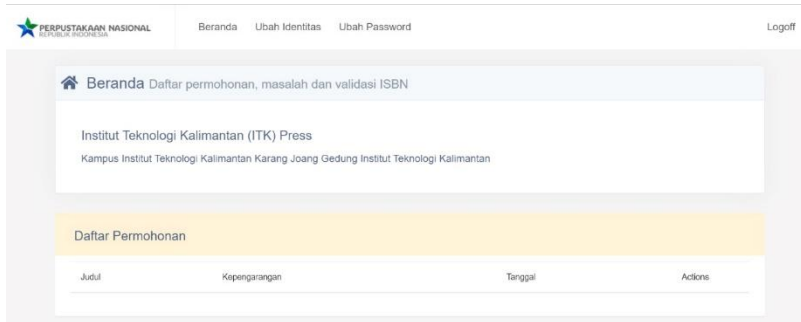 PERPUSTAKAAN NASIONAL
REPUBLIK INDONESIA
Beranda Ubah Identitas Ubah Password Logoff
Beranda Daftar permohonan, masalah dan validasi ISBN
Institut Teknologi Kalimantan (ITK) Press
Kampus Institut Teknologi Kalimantan Karang Joang Gedung Institut Teknologi Kalimantan
Daftar Permohonan
Judul Kepengarangan Tanggal Actions